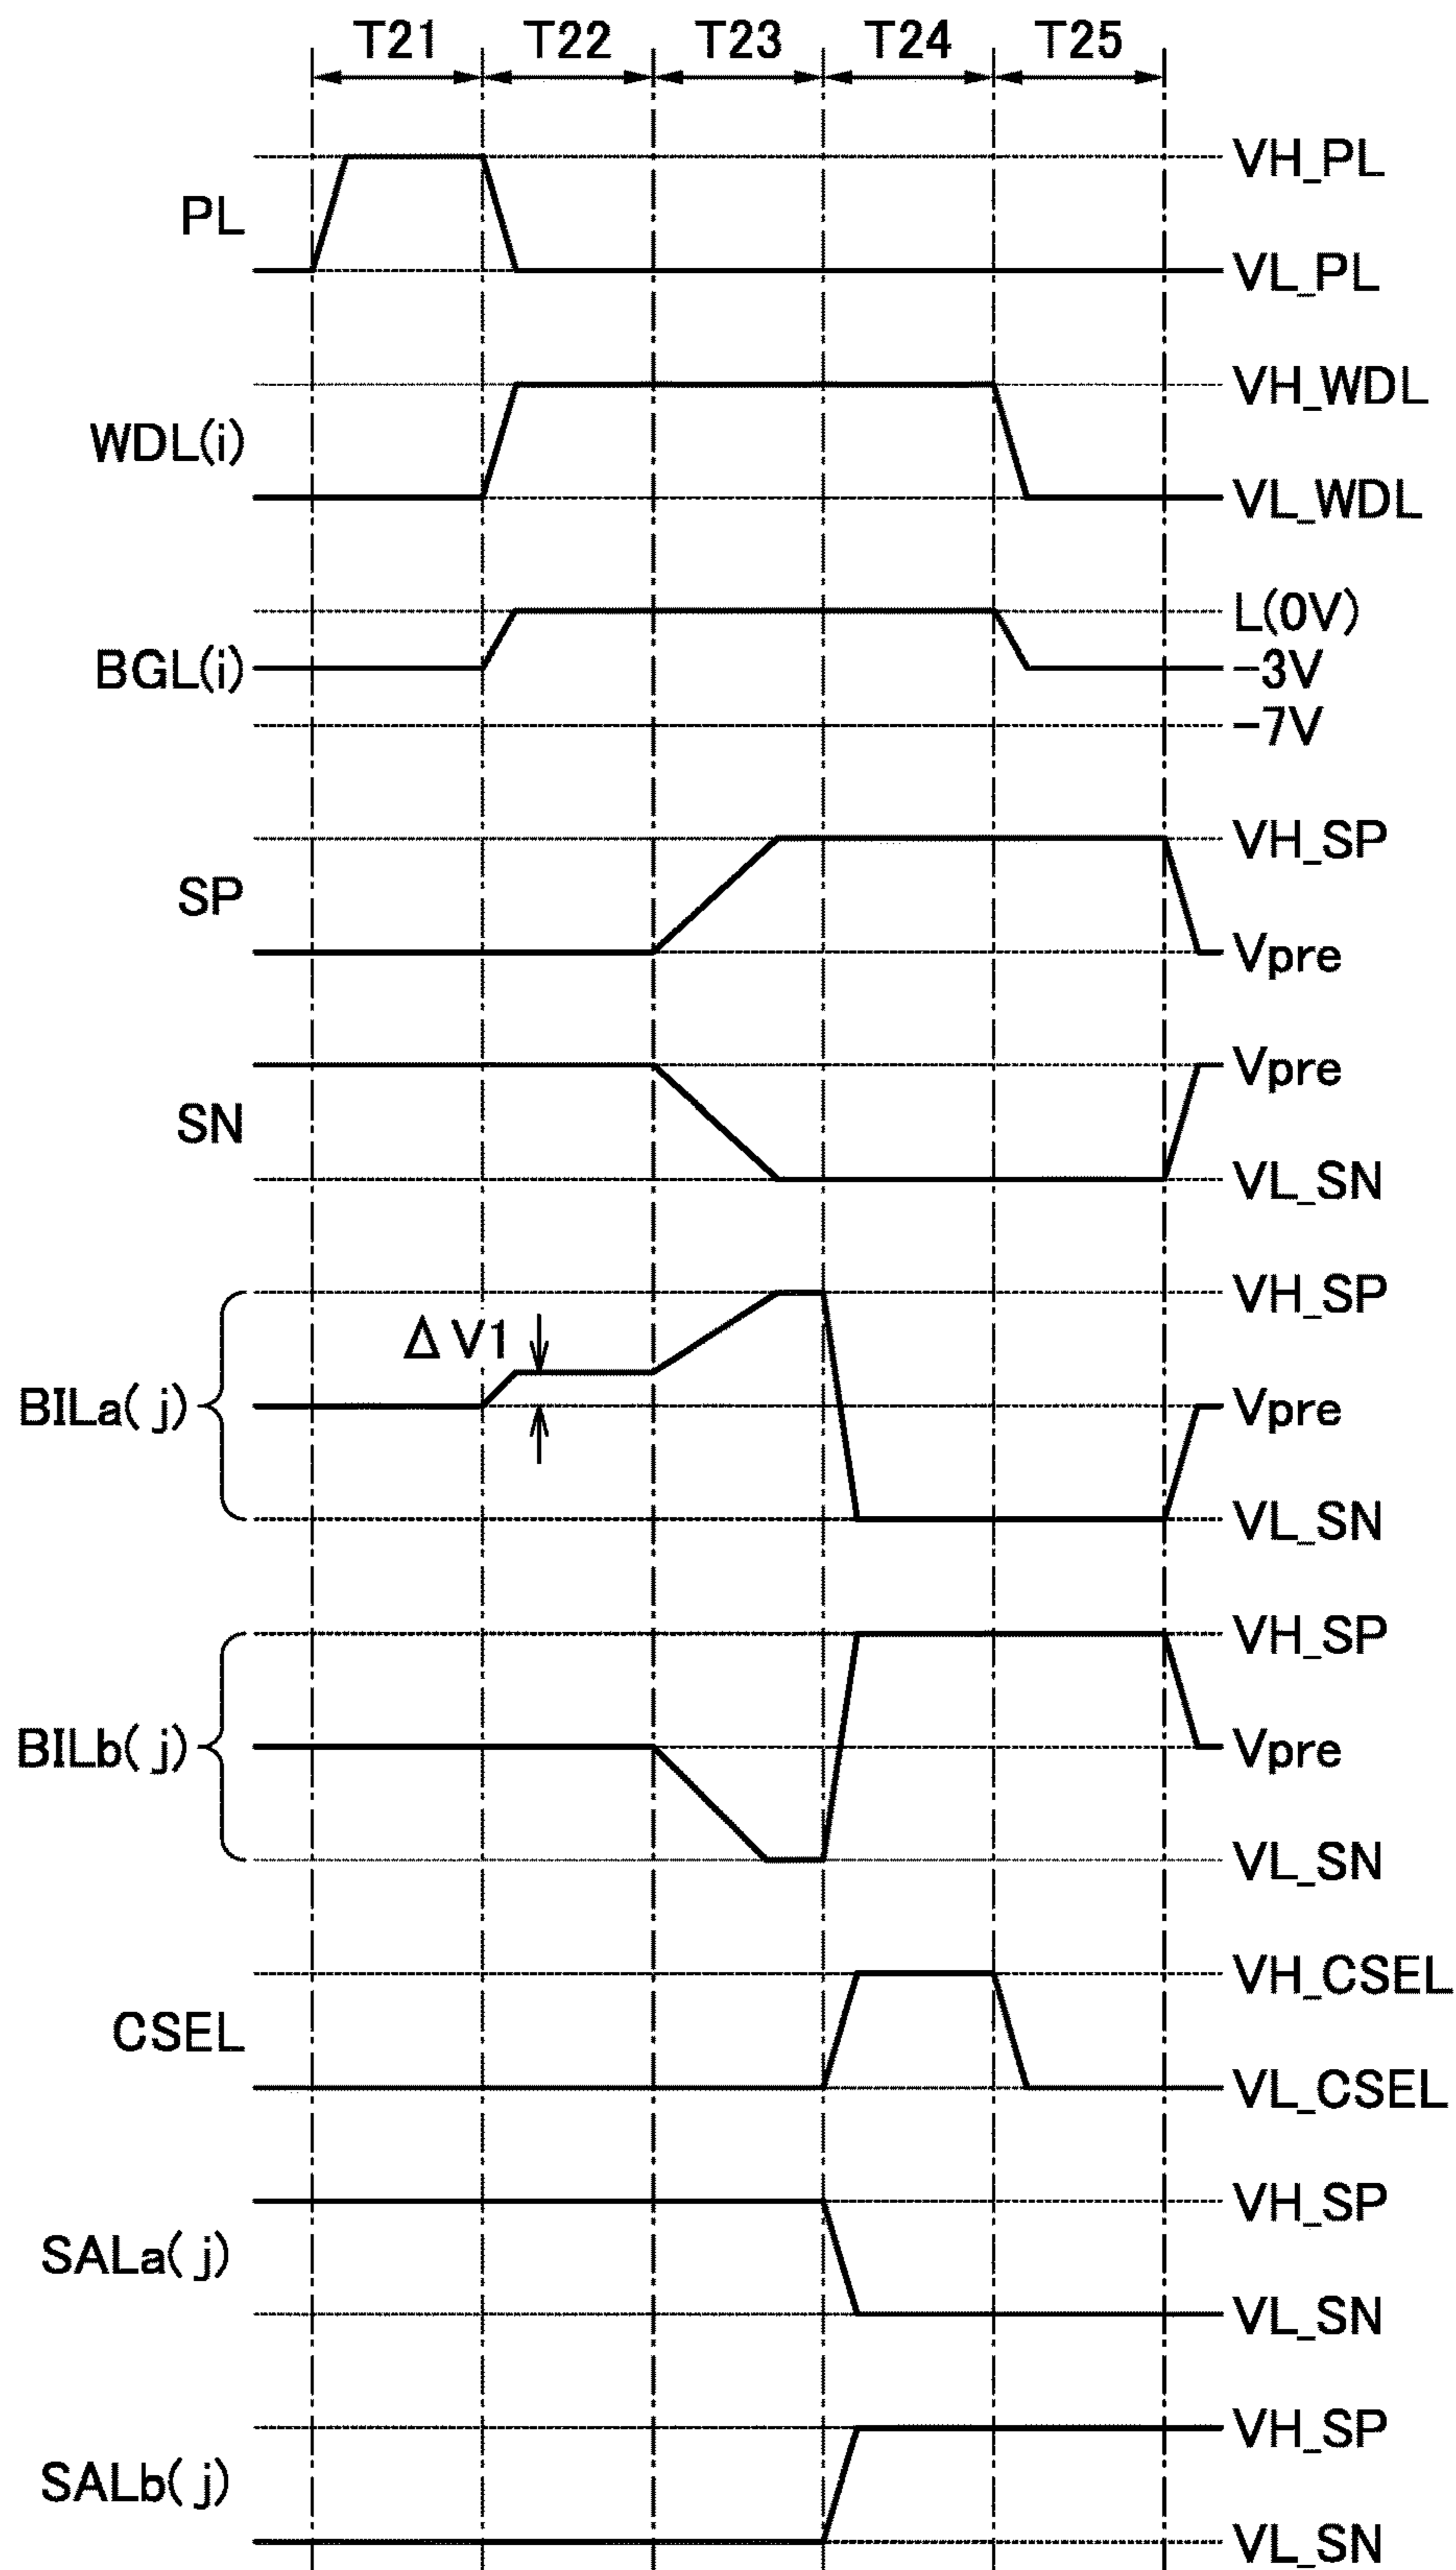 T21 T22 T23 T24 T25
VH_PL
PL
VL_PL
VH_WDL
WDL(i)
VL_WDL
L(0V)
BGL(i)
-3V
-7V
VH_SP
SP
Vpre
Vpre
SN
VL_SN
VH_SP
ΔV1
BILa(j)
Vpre
VL_SN
VH_SP
BILb(j)
Vpre
VL_SN
VH_CSEL
CSEL
VL_CSEL
VH_SP
SALa(j)
VL_SN
VH_SP
SALb(j)
VL_SN